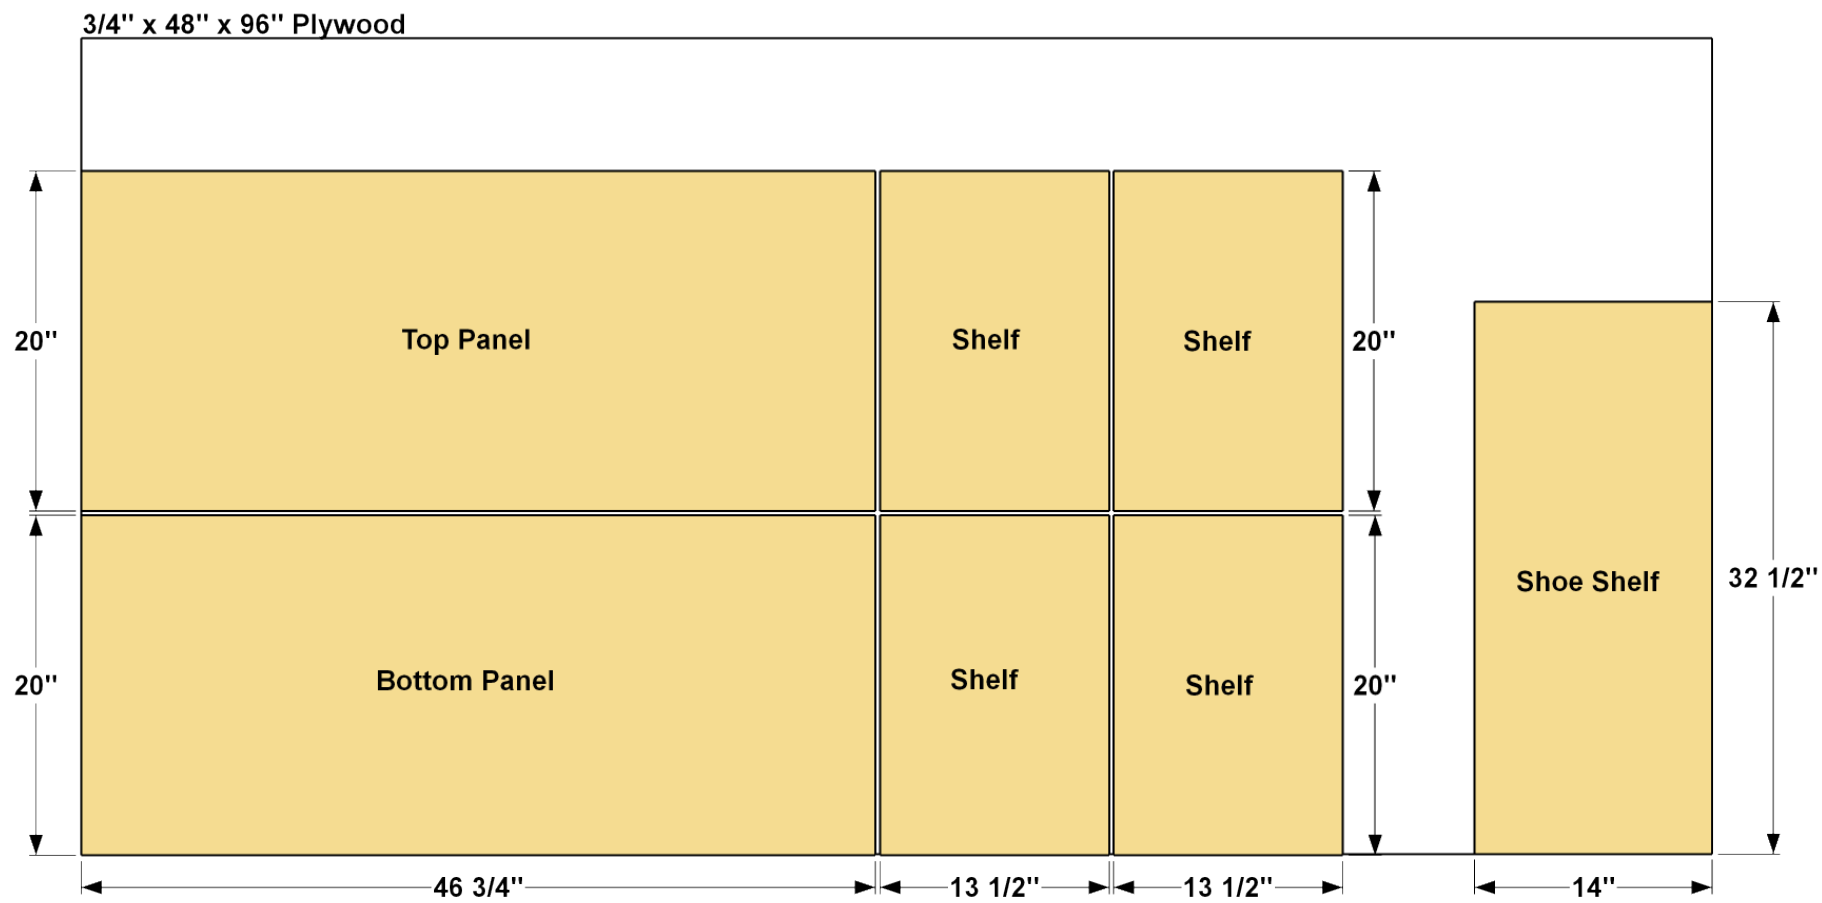 3/4" x 48" x 96" Plywood
20"
Top Panel
Shelf
Shelf
20"
20"
Bottom Panel
Shelf
Shelf
20"
Shoe Shelf
32 1/2"
46 3/4"
13 1/2"
13 1/2"
14"